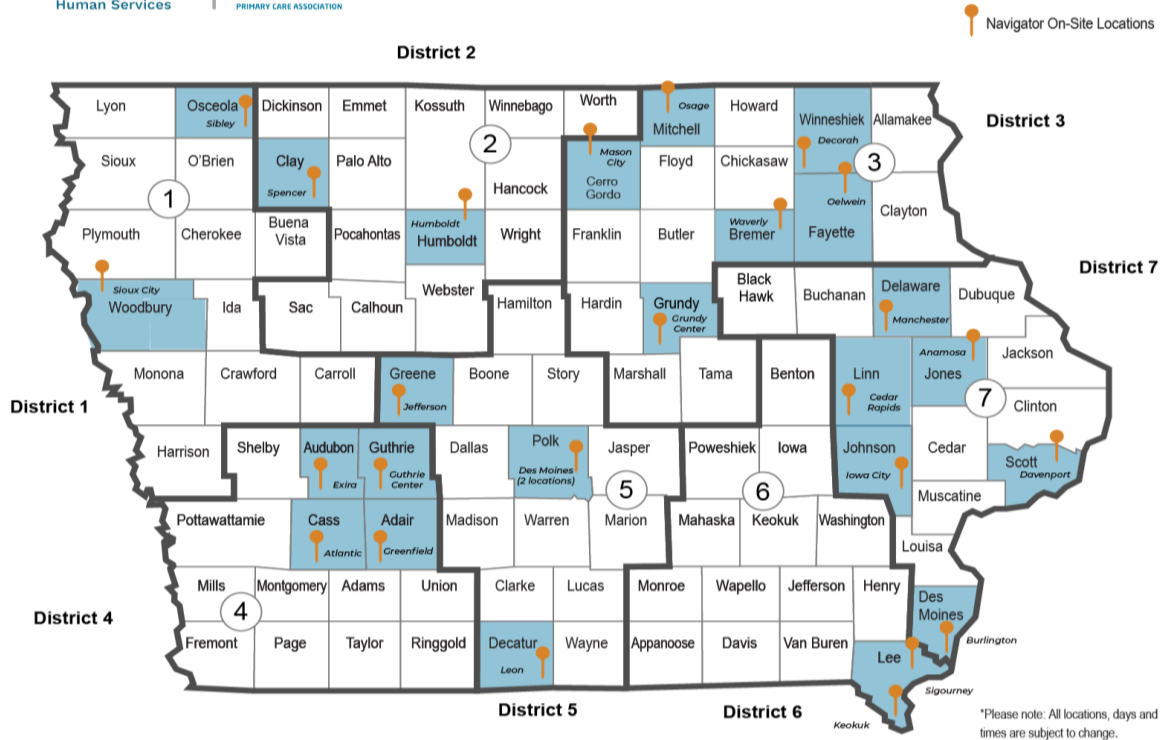 Human Services
PRIMARY CARE ASSOCIATION
Navigator On-Site Locations
District 2
Lyon
Osceola
Sibley
Dickinson
Emmet
Kossuth
Winnebago
Worth
Osage
Mitchell
Howard
Winneshiek
Decorah
Allamakee
District 3
Sioux
O'Brien
Clay
Spencer
Palo Alto
2
Hancock
Mason
City
Cerro
Gordo
Floyd
Chickasaw
3
1
Oelwein
Fayette
Clayton
Plymouth
Cherokee
Buena
Vista
Pocahontas
Humboldt
Humboldt
Wright
Franklin
Butler
Waverly
Bremer
District 7
Sioux City
Woodbury
Ida
Sac
Calhoun
Webster
Hamilton
Hardin
Grundy
Grundy
Center
Black
Hawk
Buchanan
Delaware
Manchester
Dubuque
Monona
Crawford
Carroll
Greene
Jefferson
Boone
Story
Marshall
Tama
Benton
Linn
Cedar
Rapids
Anamosa
Jones
Jackson
7
Clinton
District 1
Harrison
Shelby
Audubon
Exira
Guthrie
Guthrie
Center
Dallas
Polk
Des Moines
(2 locations)
Jasper
5
Poweshiek
Iowa
6
Johnson
Iowa City
Cedar
Scott
Davenport
Muscatine
Pottawattamie
Cass
Atlantic
Adair
Greenfield
Madison
Warren
Marion
Mahaska
Keokuk
Washington
Louisa
District 4
Mills
Montgomery
Adams
Union
Clarke
Lucas
Monroe
Wapello
Jefferson
Henry
Des
Moines
Burlington
4
Fremont
Page
Taylor
Ringgold
Decatur
Leon
Wayne
Appanoose
Davis
Van Buren
Lee
Sigourney
Keokuk
District 5
District 6
*Please note: All locations, days and
times are subject to change.